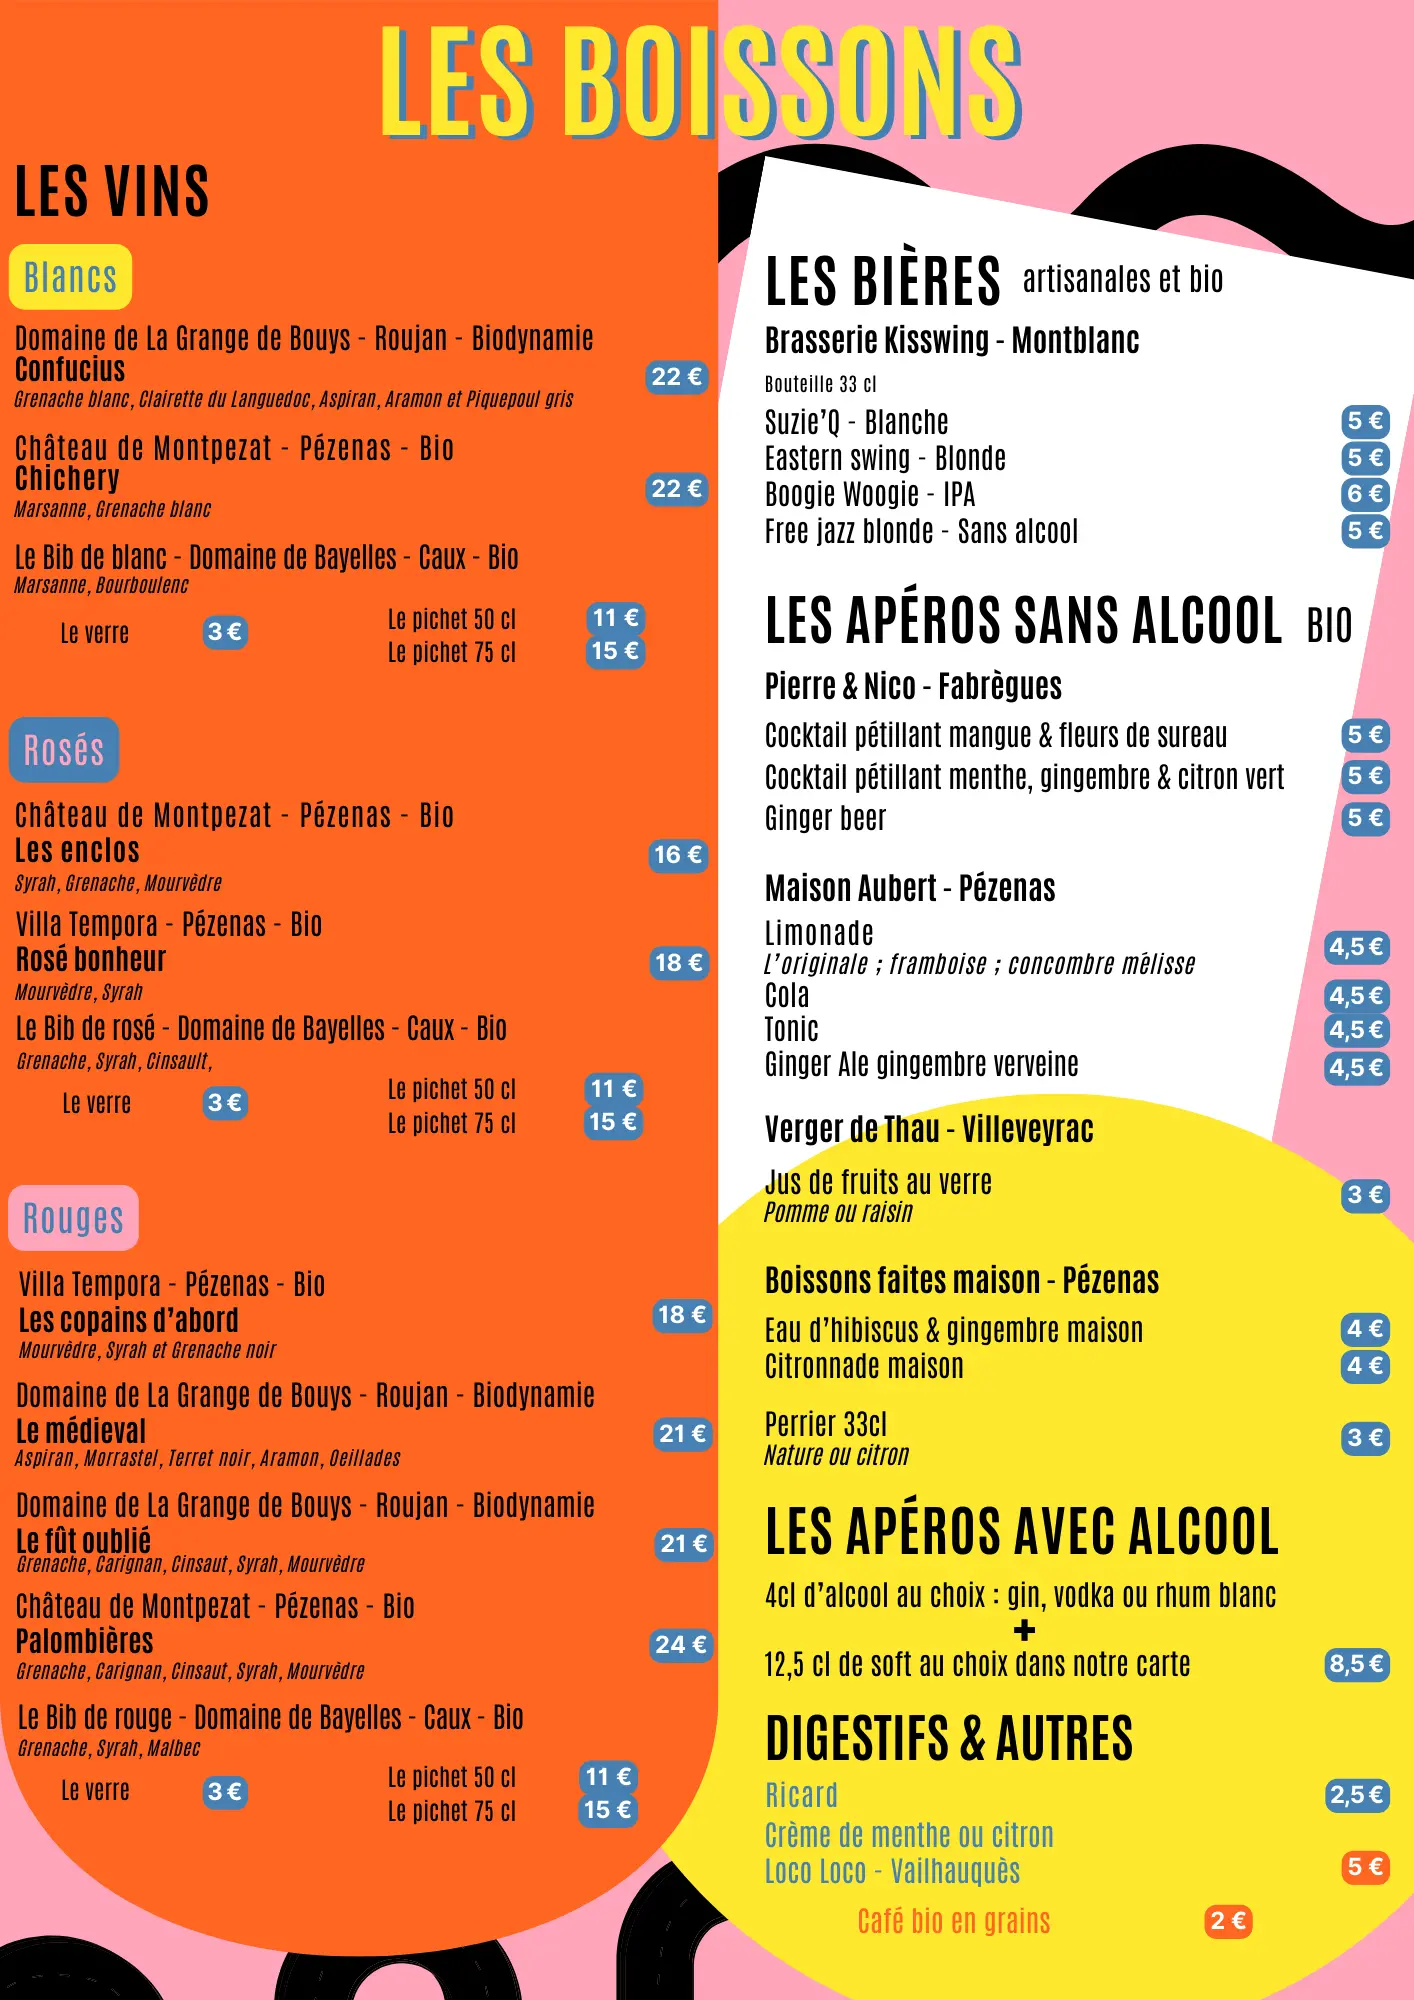 LES BOISSONS
LES VINS
Blancs
Domaine de La Grange de Bouys - Roujan - Biodynamie
Confucius
22 €
Grenache blanc, Clairette du Languedoc, Aspiran, Aramon et Piquepoul gris
Château de Montpezat - Pézenas - Bio
Chichery
22 €
Marsanne, Grenache blanc
Le Bib de blanc - Domaine de Bayelles - Caux - Bio
Marsanne, Bourboulenc
Le verre 3 €
Le pichet 50 cl 11 €
Le pichet 75 cl 15 €
Rosés
Château de Montpezat - Pézenas - Bio
Les enclos
16 €
Syrah, Grenache, Mourvèdre
Villa Tempora - Pézenas - Bio
Rosé bonheur
18 €
Mourvèdre, Syrah
Le Bib de rosé - Domaine de Bayelles - Caux - Bio
Grenache, Syrah, Cinsault,
Le verre 3 €
Le pichet 50 cl 11 €
Le pichet 75 cl 15 €
Rouges
Villa Tempora - Pézenas - Bio
Les copains d’abord
18 €
Mourvèdre, Syrah et Grenache noir
Domaine de La Grange de Bouys - Roujan - Biodynamie
Le médieval
21 €
Aspiran, Morrastel, Terret noir, Aramon, Oeillades
Domaine de La Grange de Bouys - Roujan - Biodynamie
Le fût oublié
21 €
Grenache, Carignan, Cinsaut, Syrah, Mourvèdre
Château de Montpezat - Pézenas - Bio
Palombières
24 €
Grenache, Carignan, Cinsaut, Syrah, Mourvèdre
Le Bib de rouge - Domaine de Bayelles - Caux - Bio
Grenache, Syrah, Malbec
Le verre 3 €
Le pichet 50 cl 11 €
Le pichet 75 cl 15 €
LES BIÈRES artisanales et bio
Brasserie Kisswing - Montblanc
Bouteille 33 cl
Suzie’Q - Blanche 5 €
Eastern swing - Blonde 5 €
Boogie Woogie - IPA 6 €
Free jazz blonde - Sans alcool 5 €
LES APÉROS SANS ALCOOL BIO
Pierre & Nico - Fabrègues
Cocktail pétillant mangue & fleurs de sureau 5 €
Cocktail pétillant menthe, gingembre & citron vert 5 €
Ginger beer 5 €
Maison Aubert - Pézenas
Limonade
4,5 €
L’originale ; framboise ; concombre mélisse
Cola 4,5 €
Tonic 4,5 €
Ginger Ale gingembre verveine 4,5 €
Verger de Thau - Villeveyrac
Jus de fruits au verre
3 €
Pomme ou raisin
Boissons faites maison - Pézenas
Eau d’hibiscus & gingembre maison 4 €
Citronnade maison 4 €
Perrier 33cl
3 €
Nature ou citron
LES APÉROS AVEC ALCOOL
4cl d’alcool au choix : gin, vodka ou rhum blanc
+
12,5 cl de soft au choix dans notre carte 8,5 €
DIGESTIFS & AUTRES
Ricard 2,5 €
Crème de menthe ou citron
Loco Loco - Vailhauquès 5 €
Café bio en grains 2 €